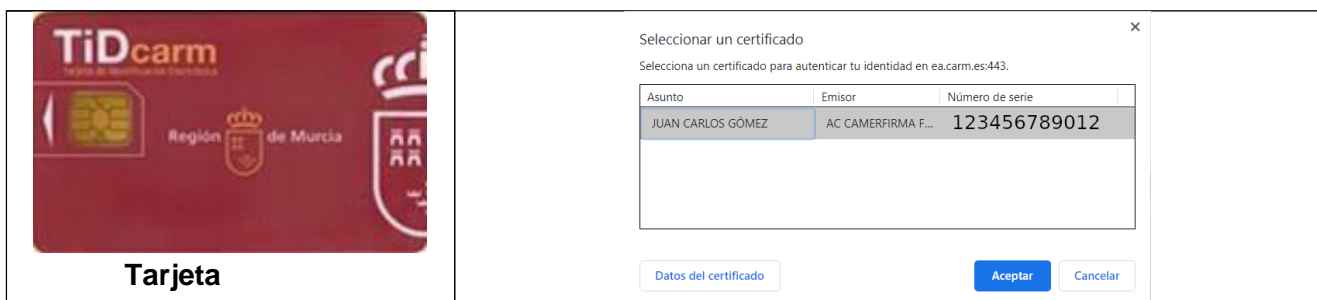 TiDcarm
Tarjeta de Identificación Electrónica
Región de Murcia
Tarjeta
Seleccionar un certificado
Selecciona un certificado para autenticar tu identidad en ea.carm.es:443.
Asunto Emisor Número de serie
JUAN CARLOS GÓMEZ AC CAMERFIRMA F... 123456789012
Datos del certificado Aceptar Cancelar